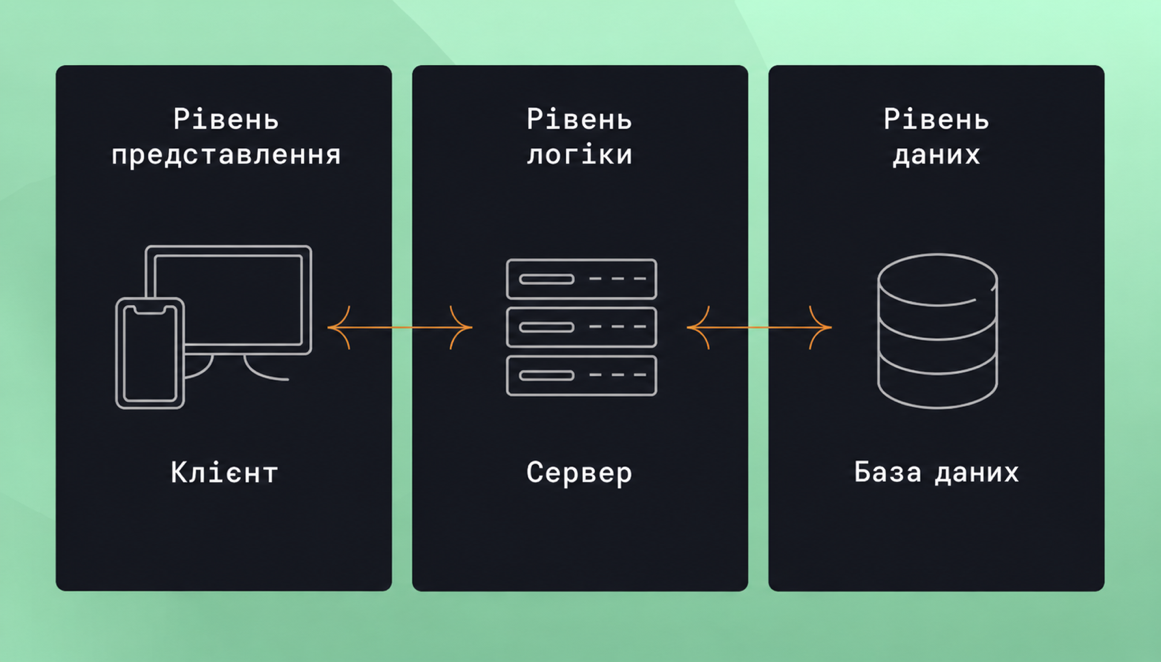 Рівень
представлення
Клієнт
Рівень
логіки
Сервер
Рівень
даних
База даних